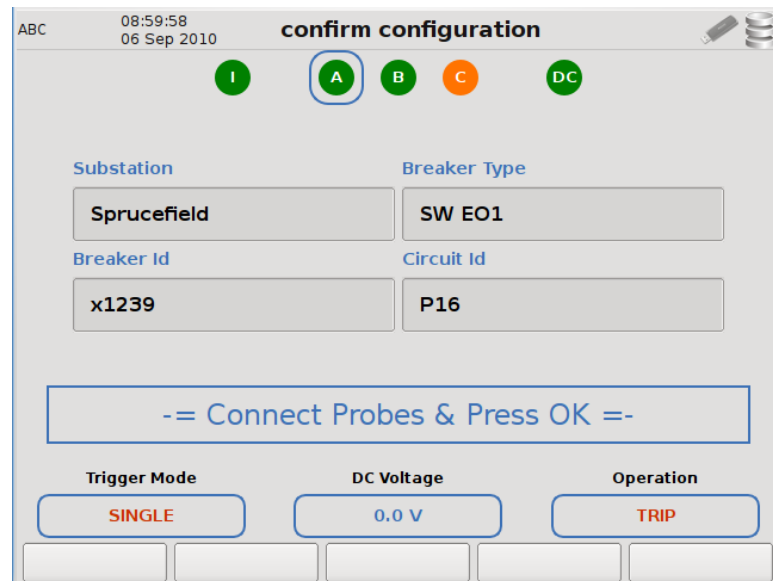 ABC
08:59:58
06 Sep 2010
confirm configuration
I
A
B
C
DC
Substation
Breaker Type
Sprucefield
SW EO1
Breaker Id
Circuit Id
x1239
P16
-= Connect Probes & Press OK =-
Trigger Mode
DC Voltage
Operation
SINGLE
0.0 V
TRIP